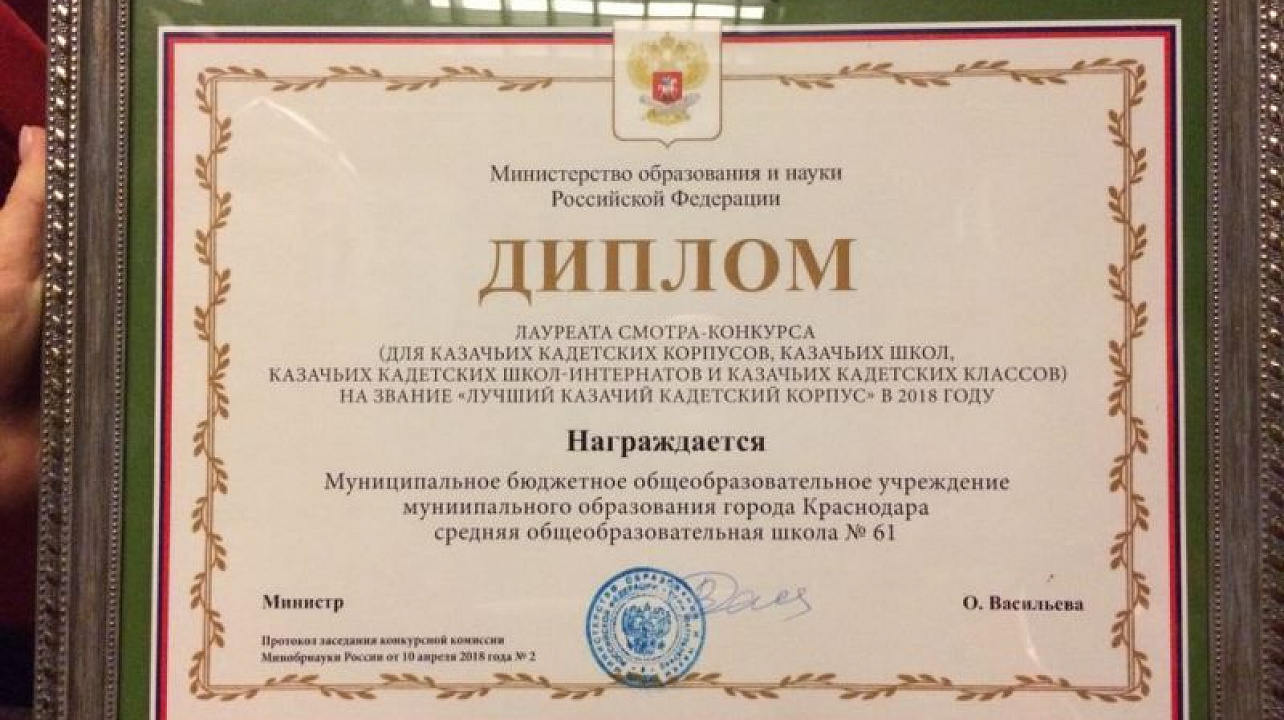 Министерство образования и науки
Российской Федерации
ДИПЛОМ
ЛАУРЕАТА СМОТРА-КОНКУРСА
(ДЛЯ КАЗАЧЬИХ КАДЕТСКИХ КОРПУСОВ, КАЗАЧЬИХ ШКОЛ,
КАЗАЧЬИХ КАДЕТСКИХ ШКОЛ-ИНТЕРНАТОВ И КАЗАЧЬИХ КАДЕТСКИХ КЛАССОВ)
НА ЗВАНИЕ «ЛУЧШИЙ КАЗАЧИЙ КАДЕТСКИЙ КОРПУС» В 2018 ГОДУ
Награждается
Муниципальное бюджетное общеобразовательное учреждение
муниипального образования города Краснодара
средняя общеобразовательная школа № 61
Министр
О. Васильева
Протокол заседания конкурсной комиссии
Минобрнауки России от 10 апреля 2018 года № 2